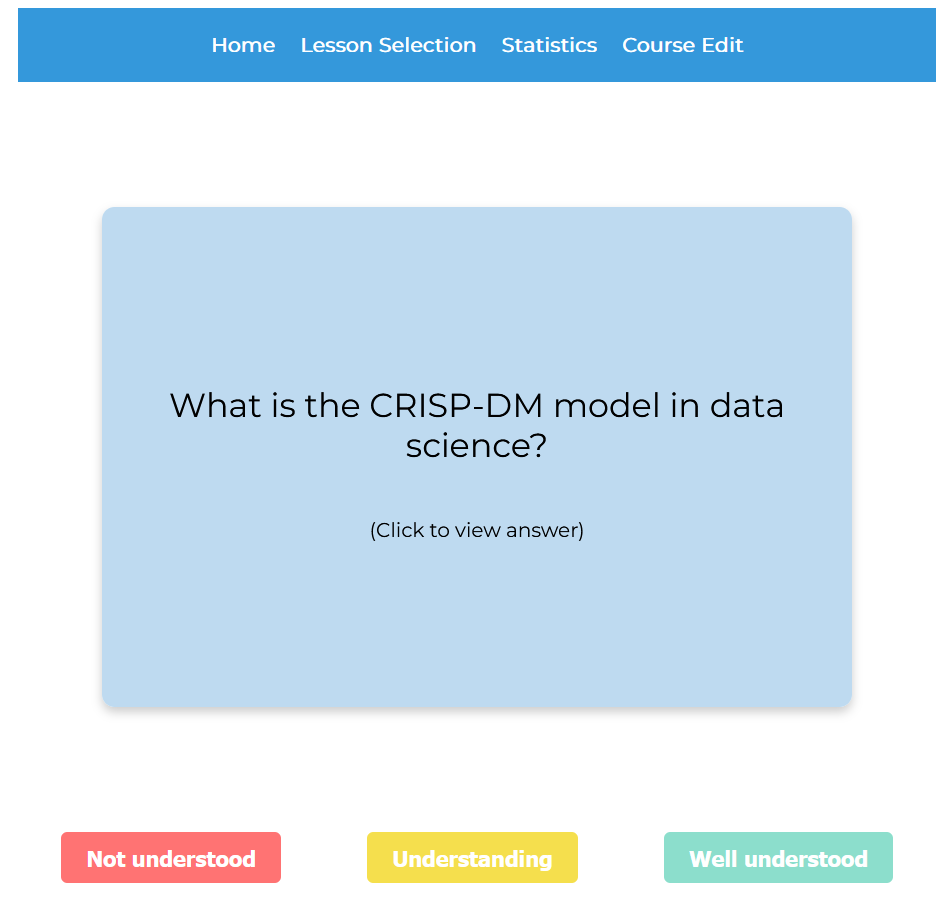 Home Lesson Selection Statistics Course Edit
What is the CRISP-DM model in data
science?
(Click to view answer)
Not understood Understanding Well understood